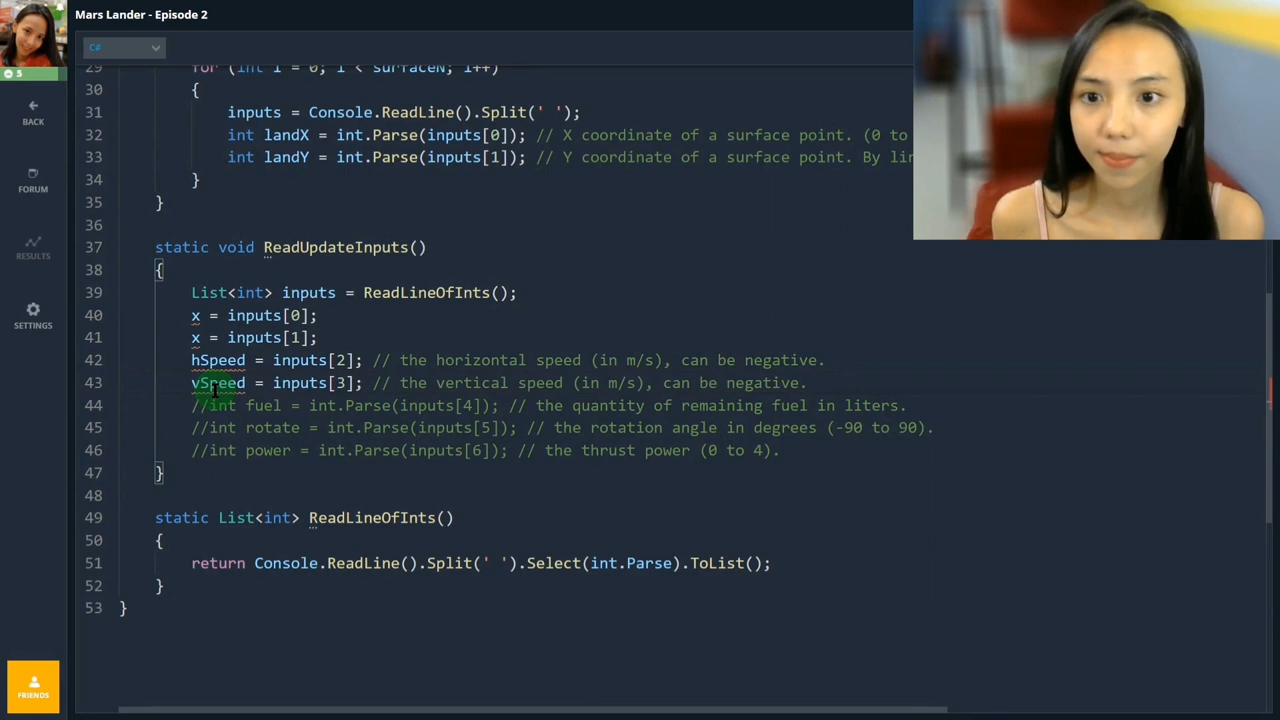 Mars Lander - Episode 2
C#
5
BACK
FORUM
RESULTS
SETTINGS
FRIENDS
29 for (int i = 0; i < surfaceN; i++)
30 {
31 inputs = Console.ReadLine().Split(' ');
32 int landX = int.Parse(inputs[0]); // X coordinate of a surface point. (0 to
33 int landY = int.Parse(inputs[1]); // Y coordinate of a surface point. By lin
34 }
35 }
36
37 static void ReadUpdateInputs()
38 {
39 List<int> inputs = ReadLineOfInts();
40 x = inputs[0];
41 x = inputs[1];
42 hSpeed = inputs[2]; // the horizontal speed (in m/s), can be negative.
43 vSpeed = inputs[3]; // the vertical speed (in m/s), can be negative.
44 //int fuel = int.Parse(inputs[4]); // the quantity of remaining fuel in liters.
45 //int rotate = int.Parse(inputs[5]); // the rotation angle in degrees (-90 to 90).
46 //int power = int.Parse(inputs[6]); // the thrust power (0 to 4).
47 }
48
49 static List<int> ReadLineOfInts()
50 {
51 return Console.ReadLine().Split(' ').Select(int.Parse).ToList();
52 }
53 }